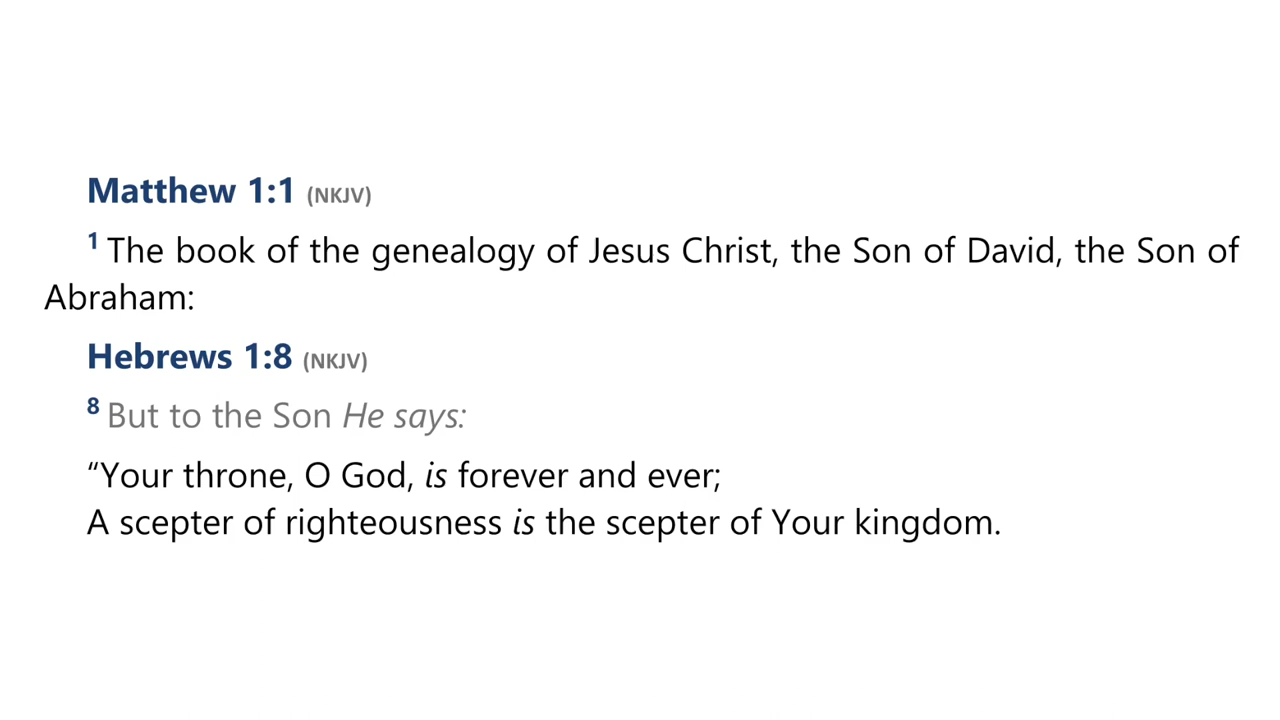 Matthew 1:1 (NKJV)
1 The book of the genealogy of Jesus Christ, the Son of David, the Son of
Abraham:
Hebrews 1:8 (NKJV)
8 But to the Son He says:
“Your throne, O God, is forever and ever;
A scepter of righteousness is the scepter of Your kingdom.